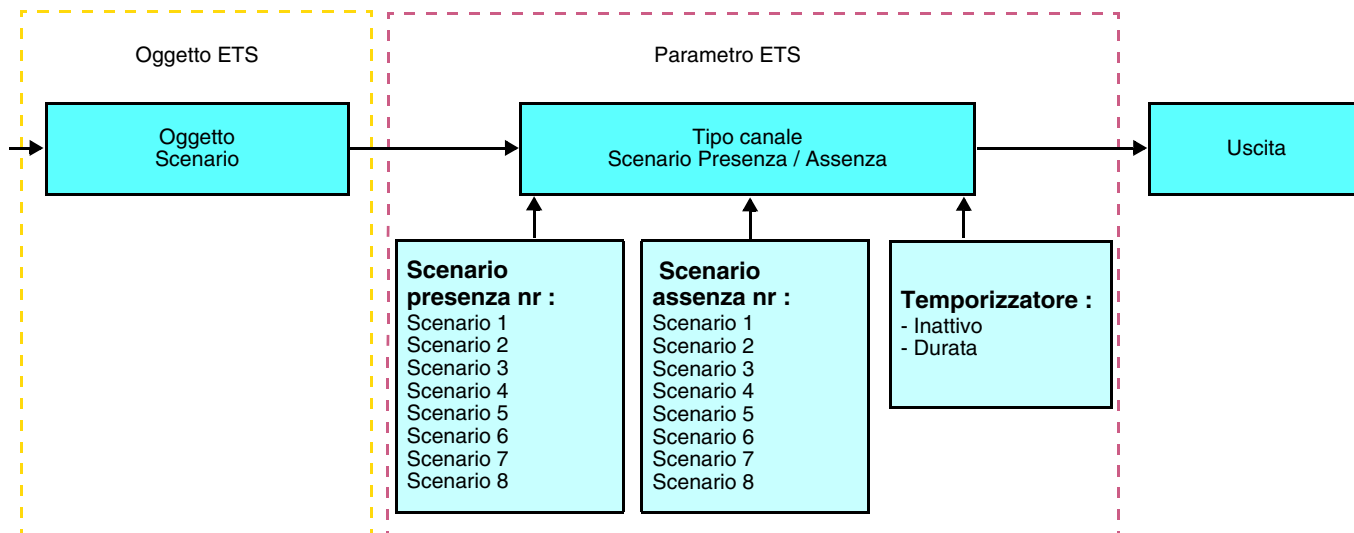 Oggetto ETS
Parametro ETS
Oggetto
Scenario
Tipo canale
Scenario Presenza / Assenza
Uscita
Scenario
presenza nr :
Scenario 1
Scenario 2
Scenario 3
Scenario 4
Scenario 5
Scenario 6
Scenario 7
Scenario 8
Scenario
assenza nr :
Scenario 1
Scenario 2
Scenario 3
Scenario 4
Scenario 5
Scenario 6
Scenario 7
Scenario 8
Temporizzatore :
- Inattivo
- Durata